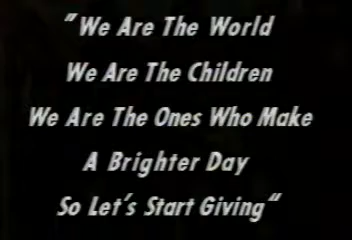 "We Are The World
We Are The Children
We Are The Ones Who Make
A Brighter Day
So Let's Start Giving"